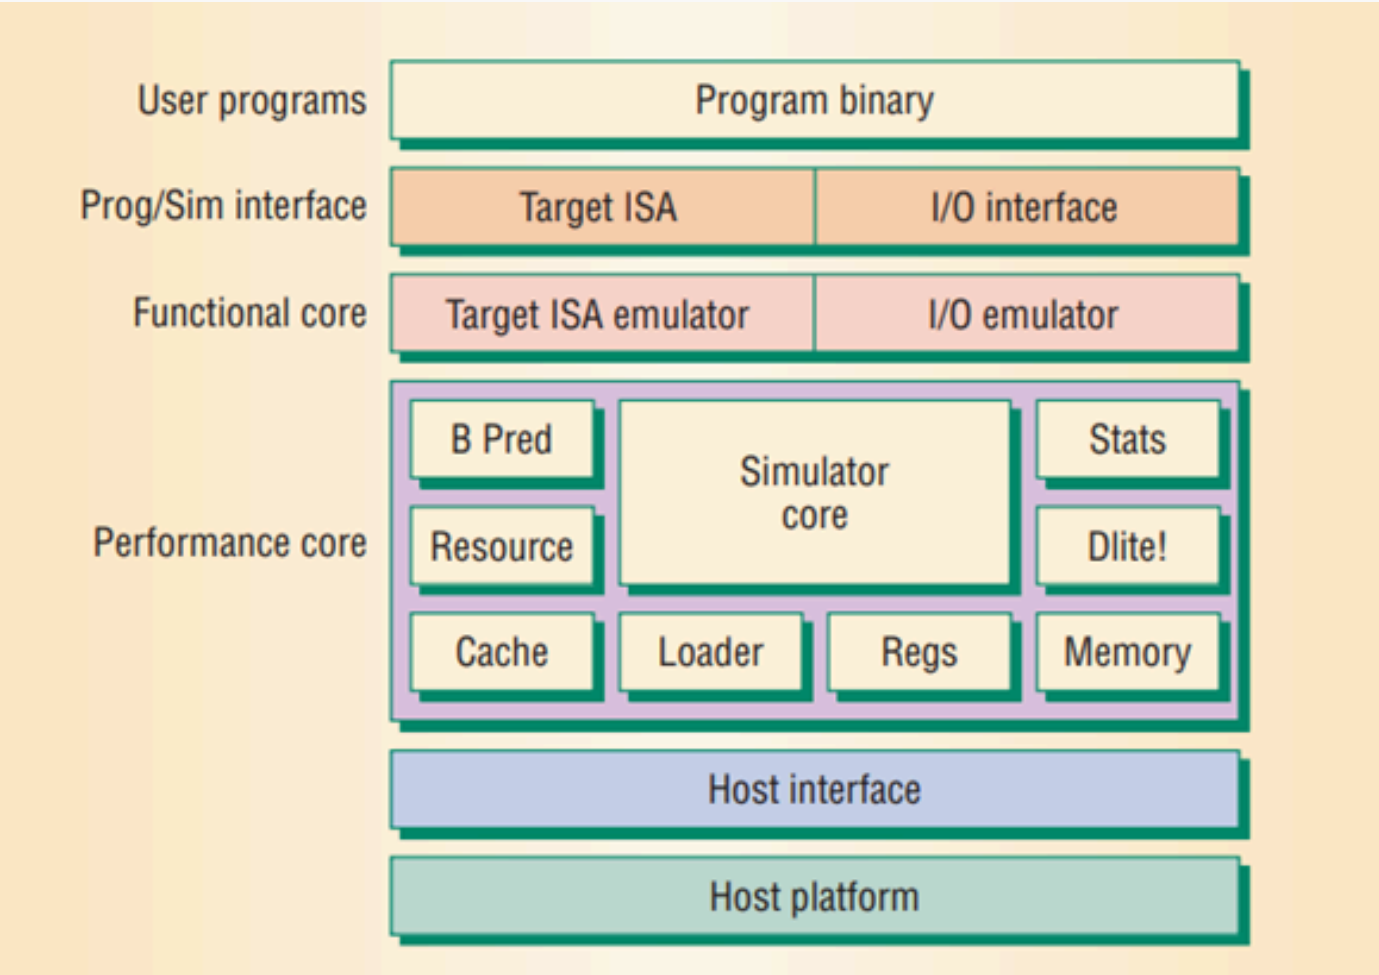 User programs
Program binary
Prog/Sim interface
Target ISA
I/O interface
Functional core
Target ISA emulator
I/O emulator
Performance core
B Pred
Simulator
core
Stats
Resource
Dlite!
Cache
Loader
Regs
Memory
Host interface
Host platform